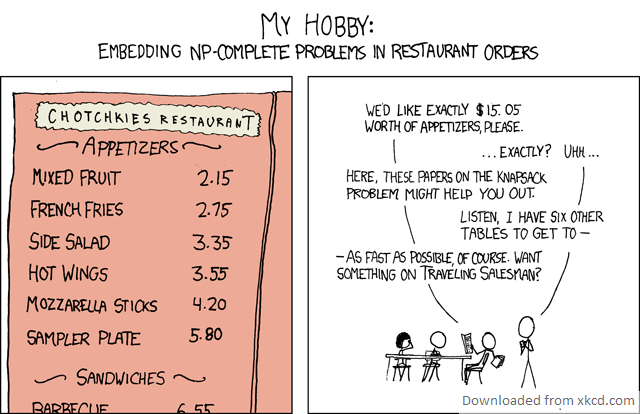 MY HOBBY:
EMBEDDING NP-COMPLETE PROBLEMS IN RESTAURANT ORDERS
CHOTCHKIES RESTAURANT
APPETIZERS
MIXED FRUIT 2.15
FRENCH FRIES 2.75
SIDE SALAD 3.35
HOT WINGS 3.55
MOZZARELLA STICKS 4.20
SAMPLER PLATE 5.80
SANDWICHES
BARBECUE 6.55
WE'D LIKE EXACTLY $15.05
WORTH OF APPETIZERS, PLEASE.
...EXACTLY? UHH...
HERE, THESE PAPERS ON THE KNAPSACK
PROBLEM MIGHT HELP YOU OUT.
LISTEN, I HAVE SIX OTHER
TABLES TO GET TO—
—AS FAST AS POSSIBLE, OF COURSE. WANT
SOMETHING ON TRAVELING SALESMAN?
Downloaded from xkcd.com